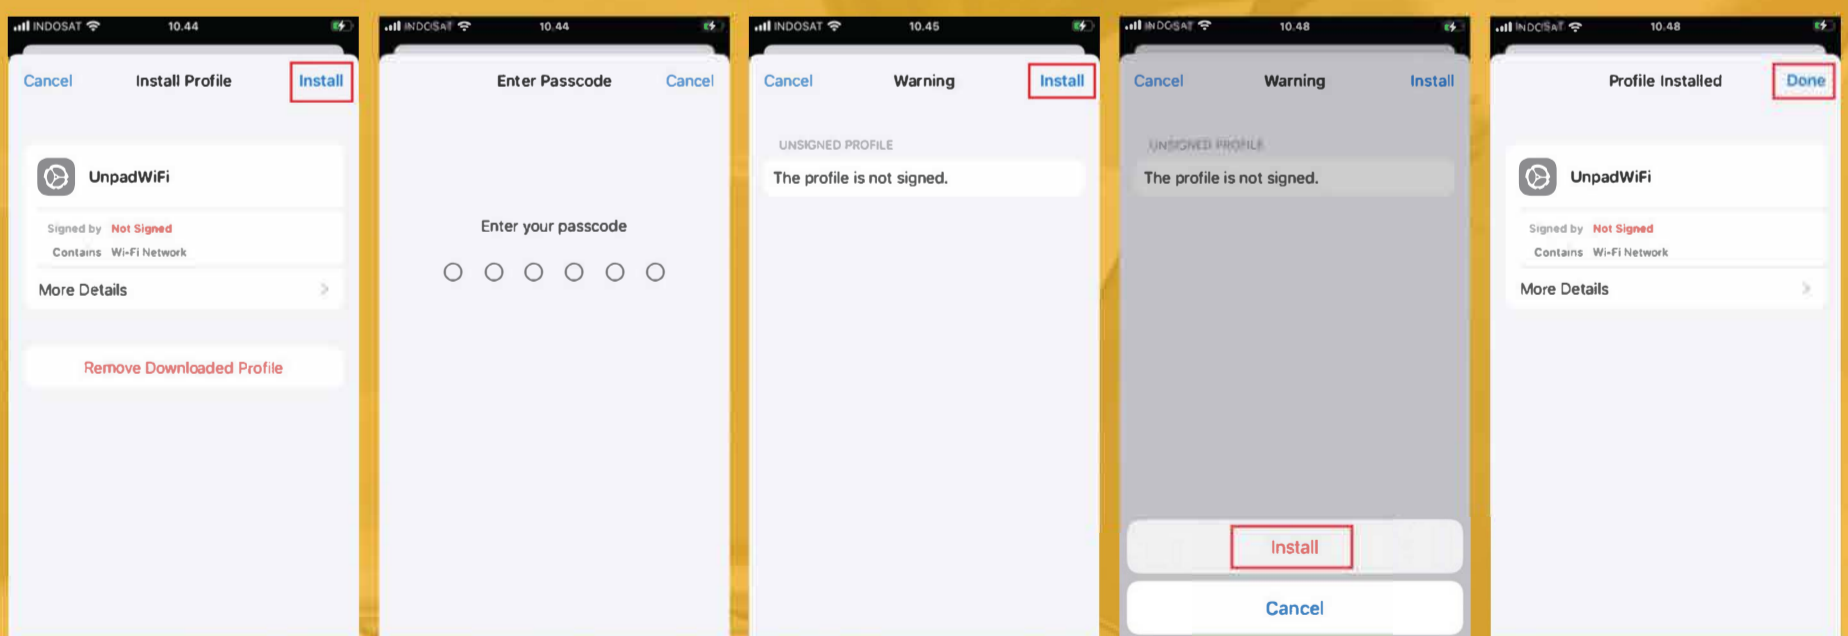 INDOSAT 10.44
Cancel Install Profile Install
UnpadWiFi
Signed by Not Signed
Contains Wi-Fi Network
More Details
Remove Downloaded Profile
INDOSAT 10.44
Enter Passcode Cancel
Enter your passcode
INDOSAT 10.45
Cancel Warning Install
UNSIGNED PROFILE
The profile is not signed.
INDOSAT 10.48
Cancel Warning Install
UNSIGNED PROFILE
The profile is not signed.
Install
Cancel
INDOSAT 10.48
Profile Installed Done
UnpadWiFi
Signed by Not Signed
Contains Wi-Fi Network
More Details